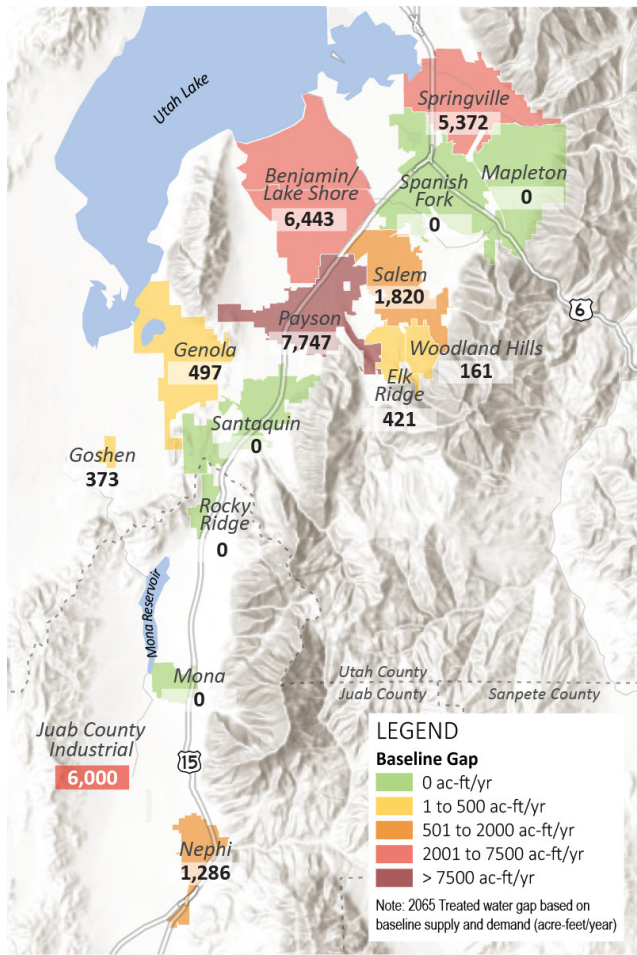 Utah Lake
Springville
5,372
Benjamin/
Lake Shore
6,443
Spanish
Fork
0
Mapleton
0
Salem
1,820
6
Payson
7,747
Genola
497
Woodland Hills
161
Elk
Ridge
421
Santaquin
0
Goshen
373
Rocky
Ridge
0
Mona Reservoir
Mona
0
Utah County
Juab County
Sanpete County
Juab County
Industrial
6,000
15
Nephi
1,286
LEGEND
Baseline Gap
0 ac-ft/yr
1 to 500 ac-ft/yr
501 to 2000 ac-ft/yr
2001 to 7500 ac-ft/yr
> 7500 ac-ft/yr
Note: 2065 Treated water gap based on
baseline supply and demand (acre-feet/year)